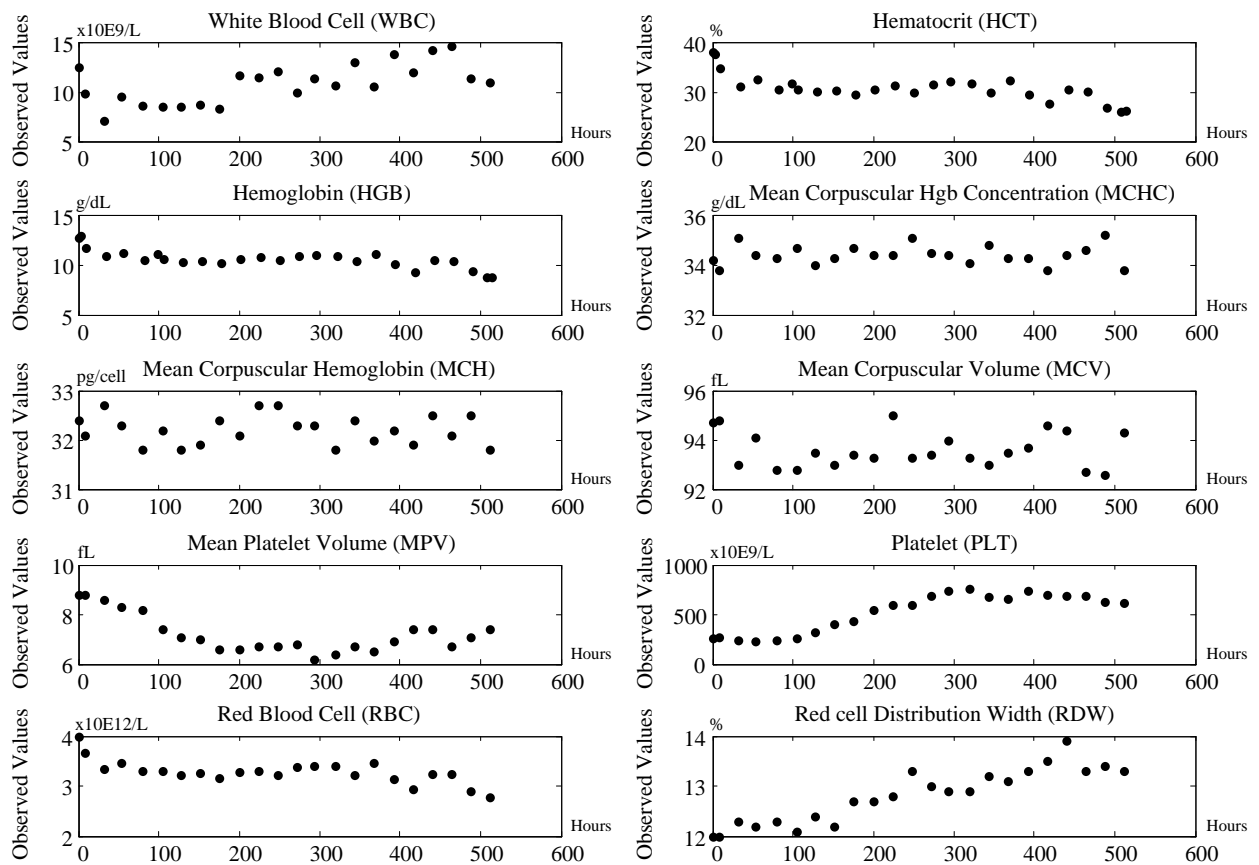 White Blood Cell (WBC)
x10E9/L
Observed Values
15
10
5
0 100 200 300 400 500 600
Hours
Hematocrit (HCT)
%
Observed Values
40
30
20
0 100 200 300 400 500 600
Hours
Hemoglobin (HGB)
g/dL
Observed Values
15
10
5
0 100 200 300 400 500 600
Hours
Mean Corpuscular Hgb Concentration (MCHC)
g/dL
Observed Values
36
34
32
0 100 200 300 400 500 600
Hours
Mean Corpuscular Hemoglobin (MCH)
pg/cell
Observed Values
33
32
31
0 100 200 300 400 500 600
Hours
Mean Corpuscular Volume (MCV)
fL
Observed Values
96
94
92
0 100 200 300 400 500 600
Hours
Mean Platelet Volume (MPV)
fL
Observed Values
10
8
6
0 100 200 300 400 500 600
Hours
Platelet (PLT)
x10E9/L
Observed Values
1000
500
0
0 100 200 300 400 500 600
Hours
Red Blood Cell (RBC)
x10E12/L
Observed Values
4
3
2
0 100 200 300 400 500 600
Hours
Red cell Distribution Width (RDW)
%
Observed Values
14
13
12
0 100 200 300 400 500 600
Hours